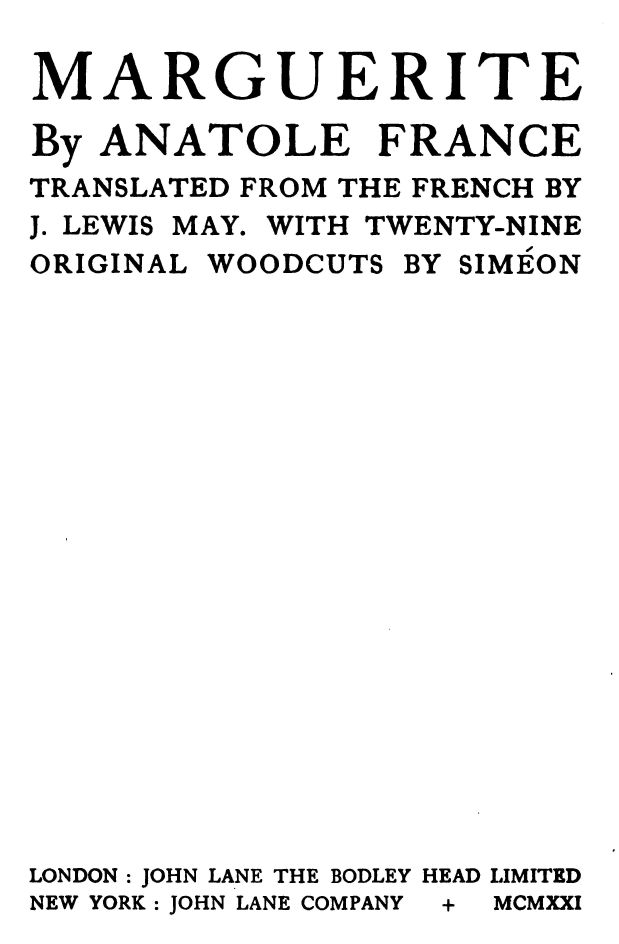 MARGUERITE
By ANATOLE FRANCE
TRANSLATED FROM THE FRENCH BY
J. LEWIS MAY. WITH TWENTY-NINE
ORIGINAL WOODCUTS BY SIMÉON
LONDON : JOHN LANE THE BODLEY HEAD LIMITED
NEW YORK : JOHN LANE COMPANY + MCMXXI